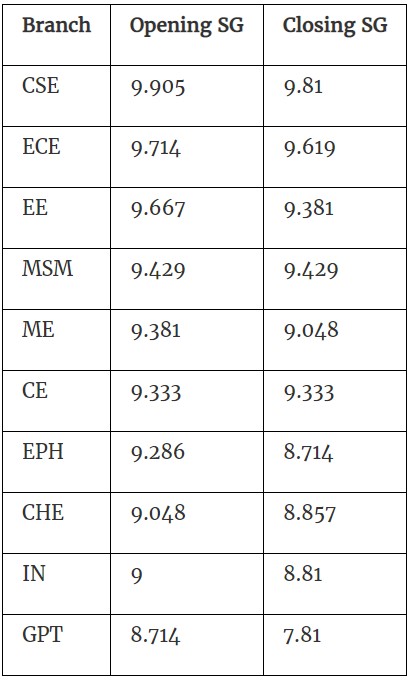 Branch Opening SG Closing SG
CSE 9.905 9.81
ECE 9.714 9.619
EE 9.667 9.381
MSM 9.429 9.429
ME 9.381 9.048
CE 9.333 9.333
EPH 9.286 8.714
CHE 9.048 8.857
IN 9 8.81
GPT 8.714 7.81